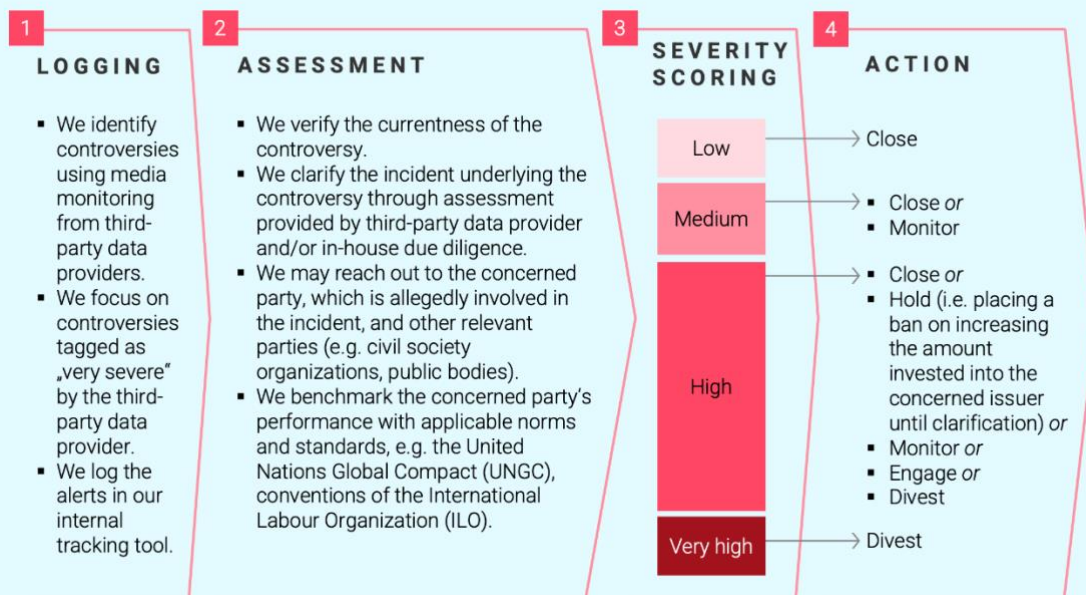 1
LOGGING
▪ We identify
controversies
using media
monitoring
from third-
party data
providers.
▪ We focus on
controversies
tagged as
„very severe“
by the third-
party data
provider.
▪ We log the
alerts in our
internal
tracking tool.
2
ASSESSMENT
▪ We verify the currentness of the
controversy.
▪ We clarify the incident underlying the
controversy through assessment
provided by third-party data provider
and/or in-house due diligence.
▪ We may reach out to the concerned
party, which is allegedly involved in
the incident, and other relevant
parties (e.g. civil society
organizations, public bodies).
▪ We benchmark the concerned party’s
performance with applicable norms
and standards, e.g. the United
Nations Global Compact (UNGC),
conventions of the International
Labour Organization (ILO).
3
SEVERITY
SCORING
Low
Medium
High
Very high
4
ACTION
Close
▪ Close or
▪ Monitor
▪ Close or
▪ Hold (i.e. placing a
ban on increasing
the amount
invested into the
concerned issuer
until clarification) or
▪ Monitor or
▪ Engage or
▪ Divest
Divest